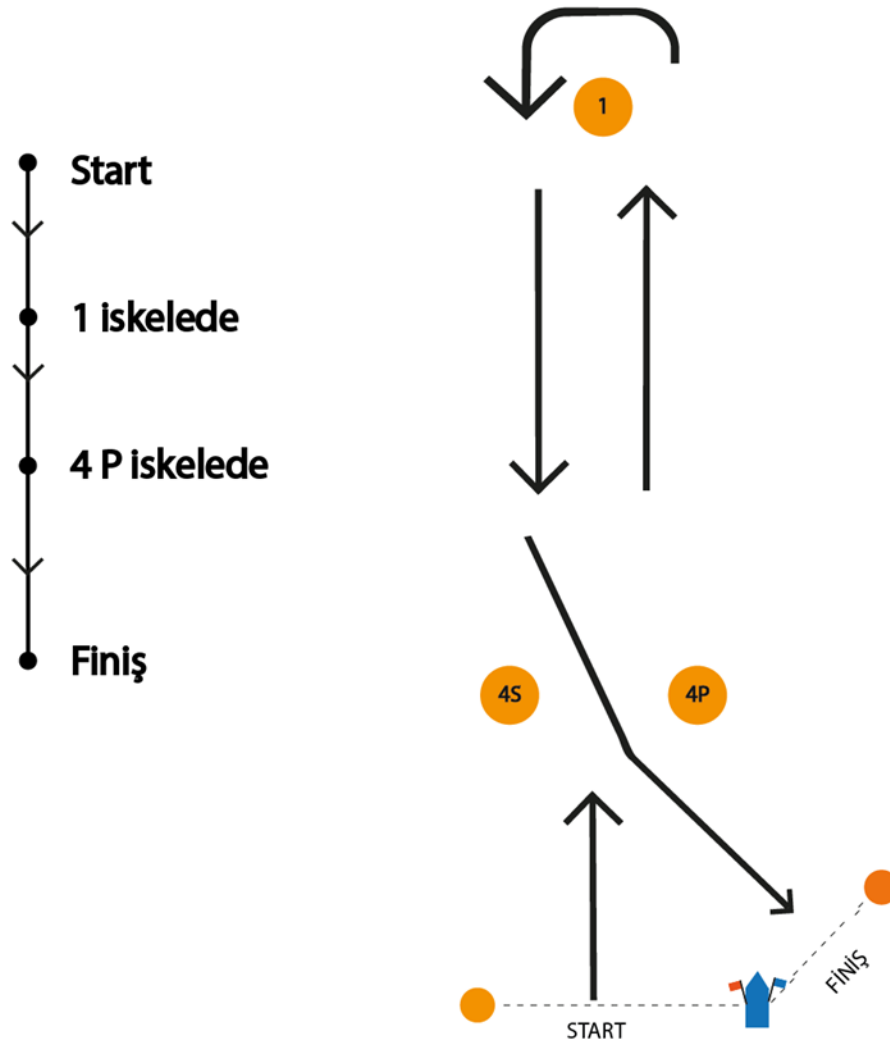 Start
1 iskelede
4 P iskelede
Finiş
1
4S
4P
START
FİNİŞ